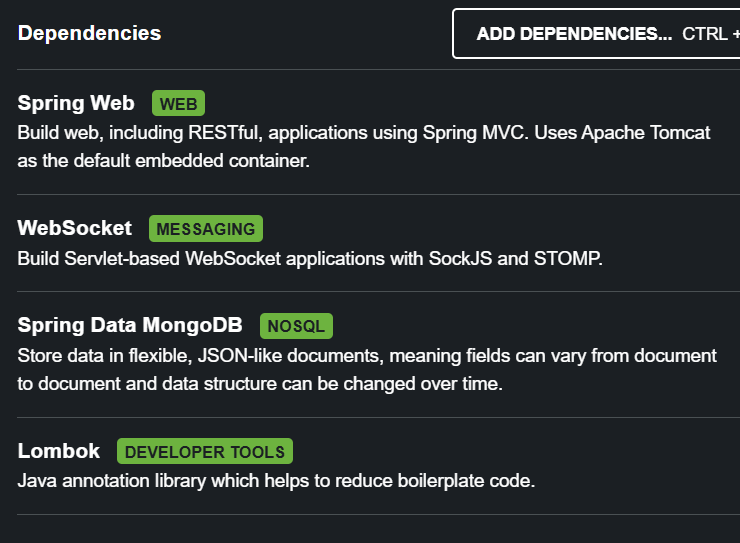 Dependencies
ADD DEPENDENCIES... CTRL +
Spring Web WEB
Build web, including RESTful, applications using Spring MVC. Uses Apache Tomcat
as the default embedded container.
WebSocket MESSAGING
Build Servlet-based WebSocket applications with SockJS and STOMP.
Spring Data MongoDB NOSQL
Store data in flexible, JSON-like documents, meaning fields can vary from document
to document and data structure can be changed over time.
Lombok DEVELOPER TOOLS
Java annotation library which helps to reduce boilerplate code.